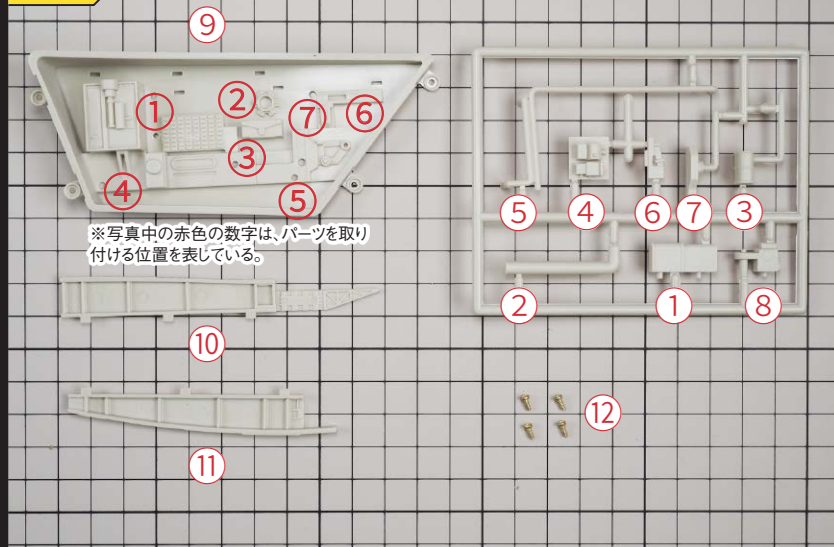 ⑨
① ② ⑦ ⑥
③
④ ⑤
※写真中の赤色の数字は、パーツを取り
付ける位置を表している。
⑤ ④ ⑥ ⑦ ③
② ① ⑧
⑩
⑫
⑪